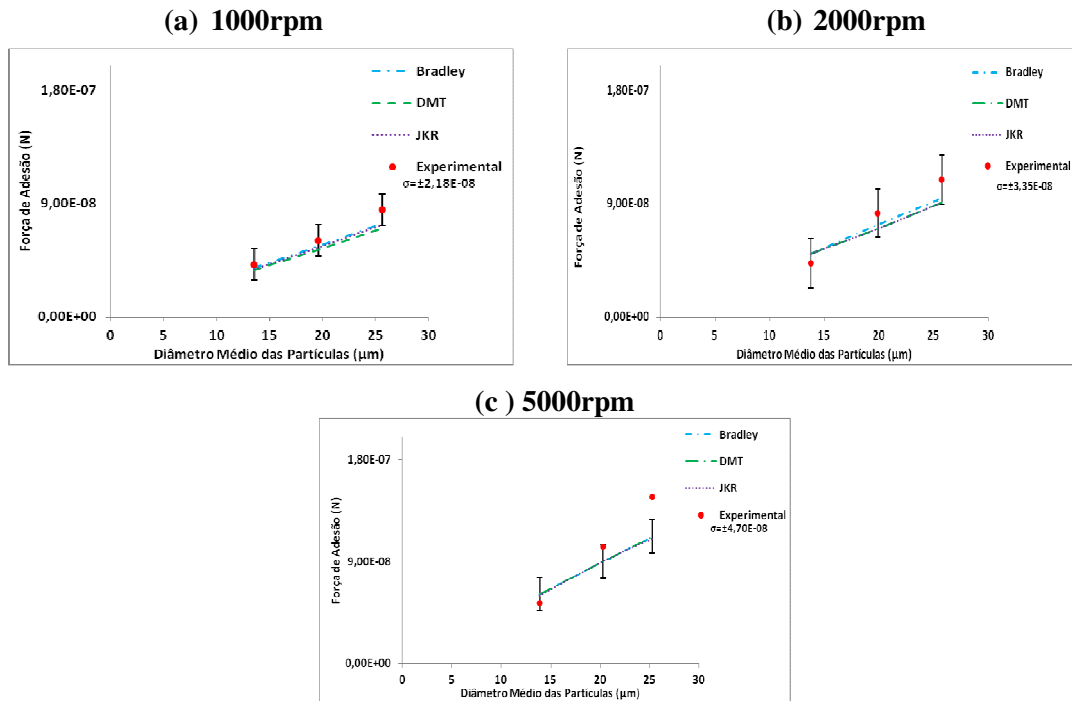 (a) 1000rpm
Bradley
DMT
JKR
Experimental
σ=±2,18E-08
1,80E-07
9,00E-08
0,00E+00
Força de Adesão (N)
0 5 10 15 20 25 30
Diâmetro Médio das Partículas (µm)
(b) 2000rpm
Bradley
DMT
JKR
Experimental
σ=±3,35E-08
1,80E-07
9,00E-08
0,00E+00
Força de Adesão (N)
0 5 10 15 20 25 30
Diâmetro Médio das Partículas (µm)
(c ) 5000rpm
Bradley
DMT
JKR
Experimental
σ=±4,70E-08
1,80E-07
9,00E-08
0,00E+00
Força de Adesão (N)
0 5 10 15 20 25 30
Diâmetro Médio das Partículas (µm)